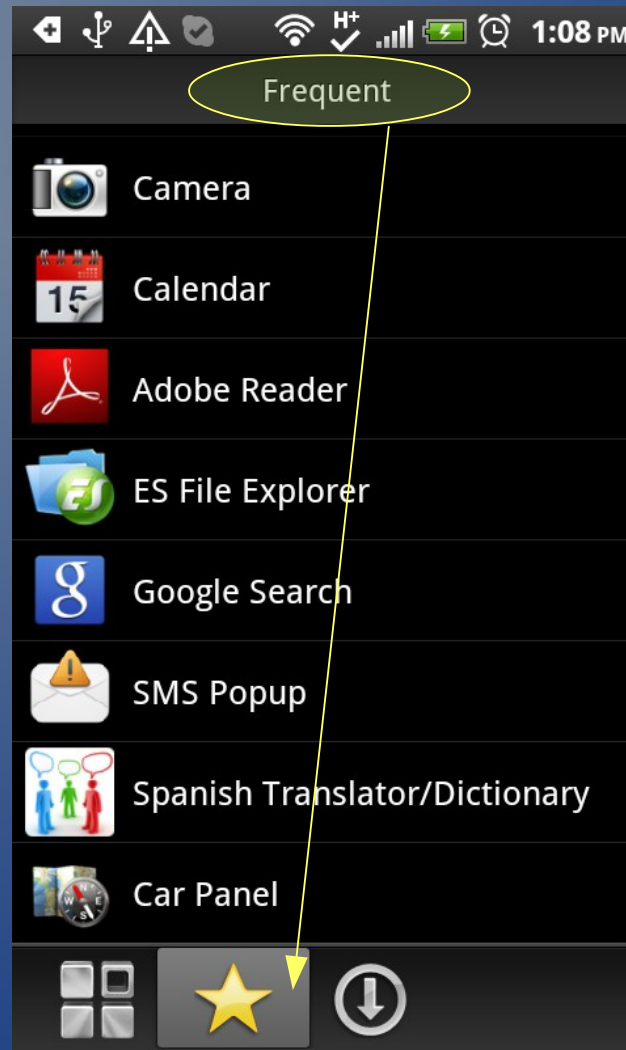 H+ 1:08 PM
Frequent
Camera
15 Calendar
Adobe Reader
ES ES File Explorer
g Google Search
SMS Popup
Spanish Translator/Dictionary
N W E S Car Panel